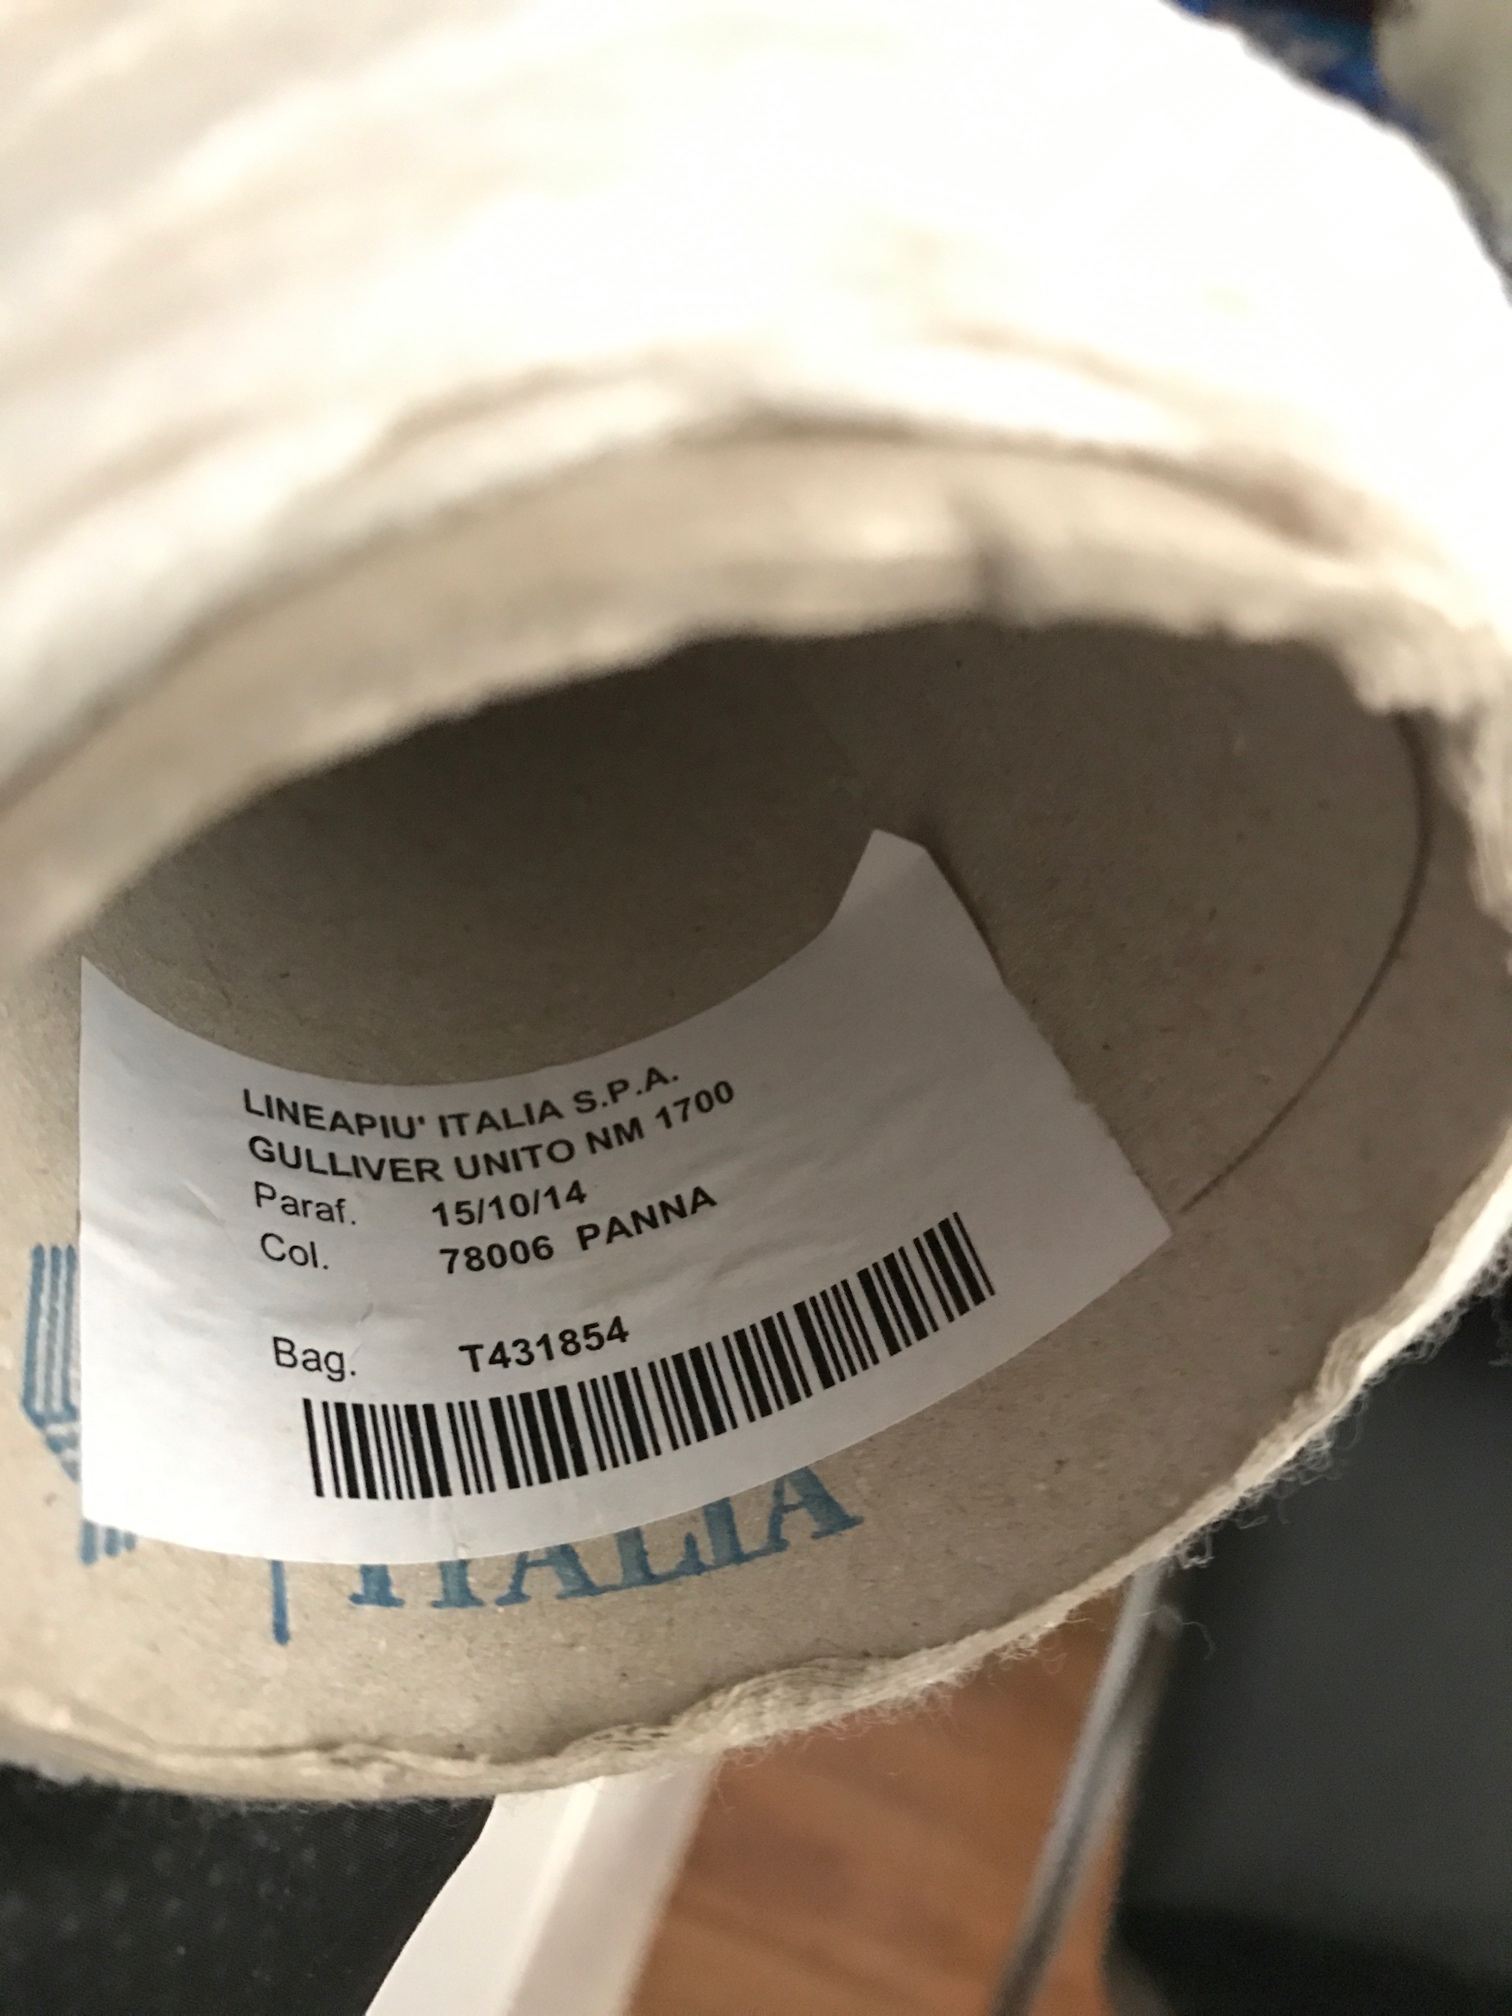 LINEAPIU' ITALIA S.P.A.
GULLIVER UNITO NM 1700
Paraf. 15/10/14
Col. 78006 PANNA
Bag. T431854
ITALIA